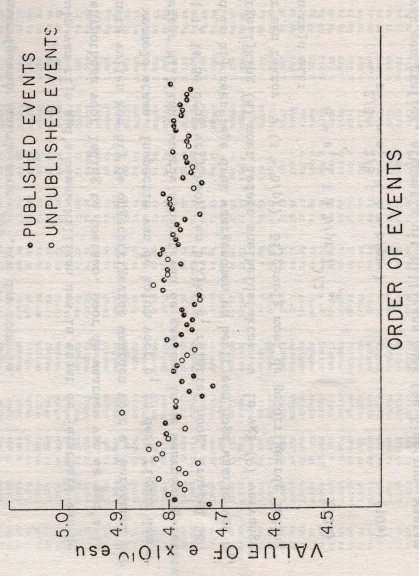 ● PUBLISHED EVENTS
○ UNPUBLISHED EVENTS
VALUE OF e x10¹⁰ esu
5.0
4.9
4.8
4.7
4.6
4.5
ORDER OF EVENTS